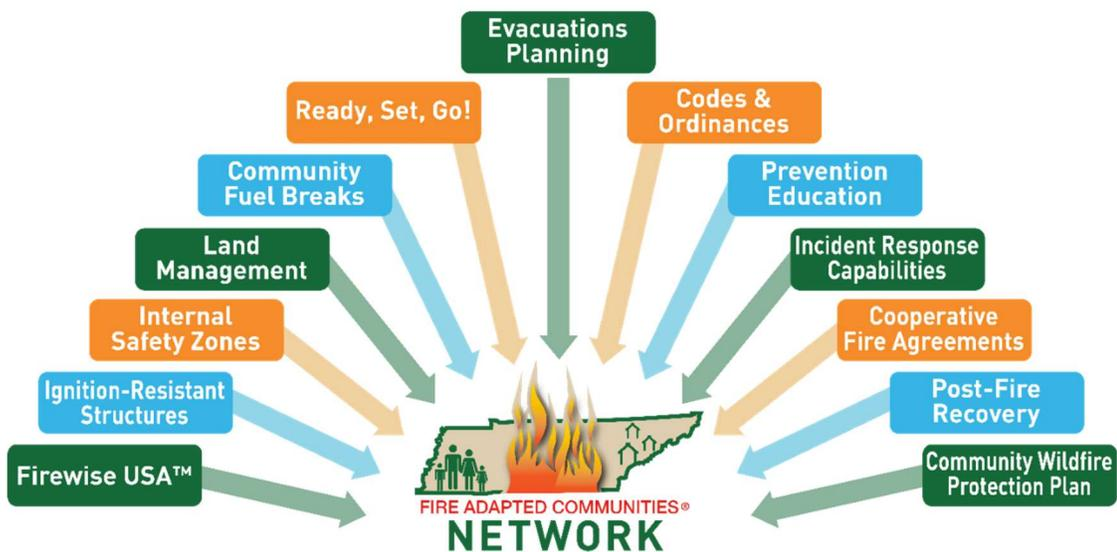 Evacuations
Planning
Ready, Set, Go!
Codes &
Ordinances
Community
Fuel Breaks
Prevention
Education
Land
Management
Incident Response
Capabilities
Internal
Safety Zones
Cooperative
Fire Agreements
Ignition-Resistant
Structures
Post-Fire
Recovery
Firewise USA™
Community Wildfire
Protection Plan
FIRE ADAPTED COMMUNITIES®
NETWORK